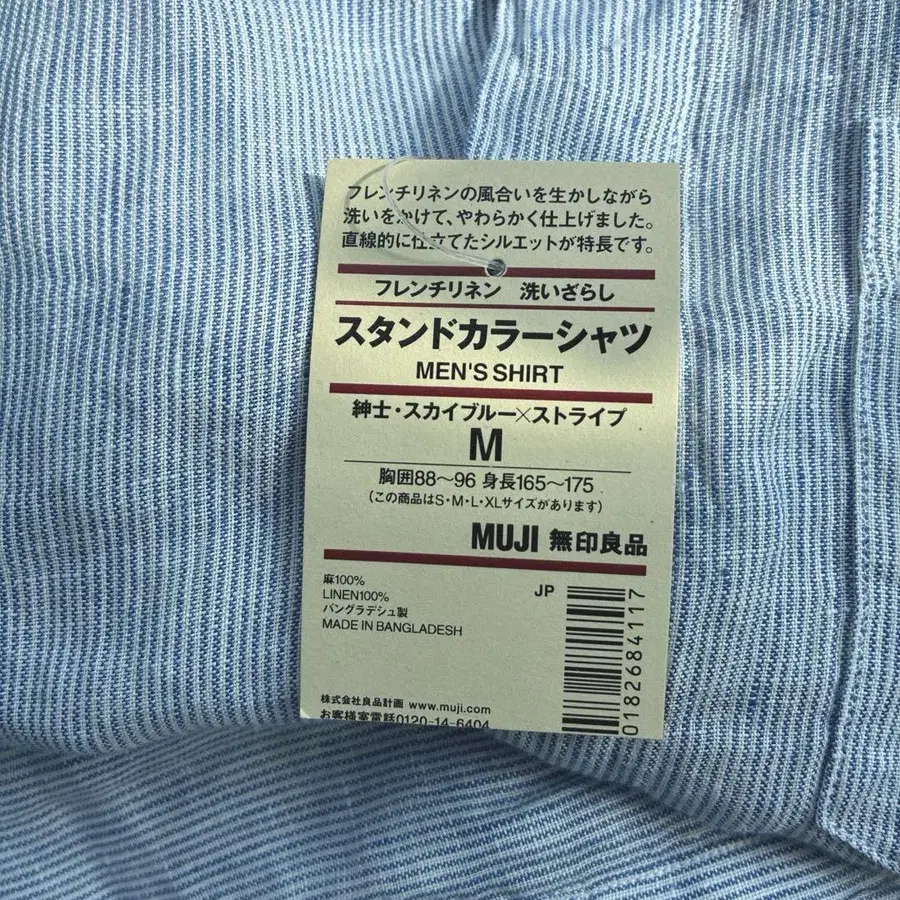 フレンチリネンの風合いを生かしながら
洗いをかけて、やわらかく仕上げました。
直線的に仕立てたシルエットが特長です。
フレンチリネン 洗いざらし
スタンドカラーシャツ
MEN'S SHIRT
紳士・スカイブルー×ストライプ
M
胸囲88〜96 身長165〜175
(この商品はS・M・L・XLサイズがあります)
MUJI 無印良品
麻100%
LINEN100%
バングラデシュ製
MADE IN BANGLADESH
JP
01826841 17
株式会社良品計画 www.muji.com
お客様室電話0120-14-6404